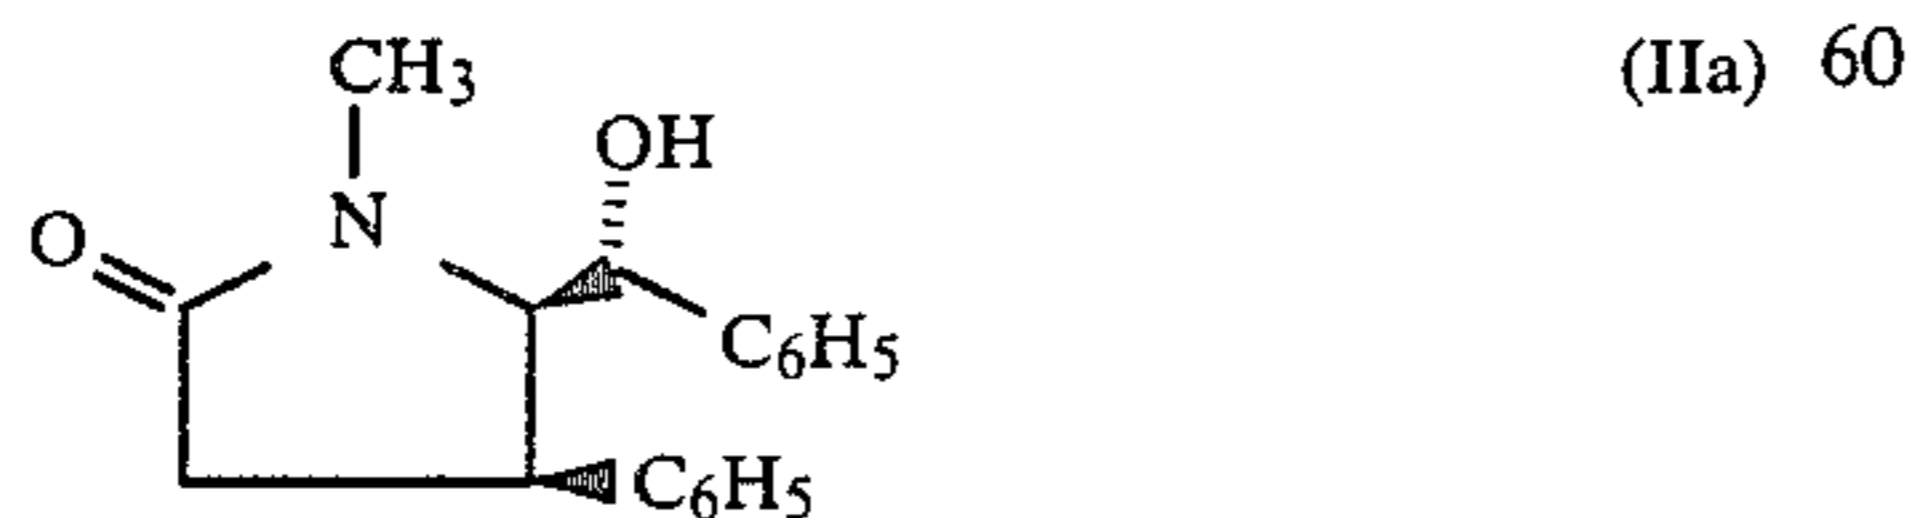 CH₃
(IIa) 60
OH
N
O
C₆H₅
C₆H₅